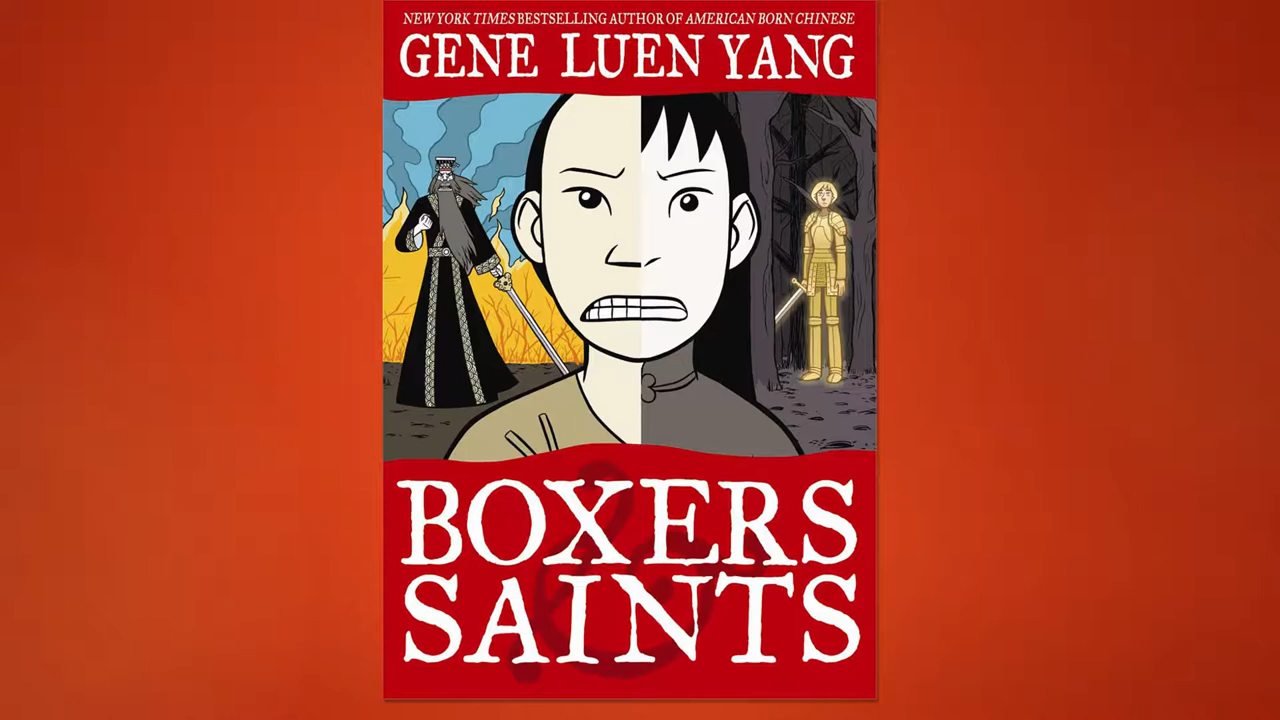 NEW YORK TIMES BESTSELLING AUTHOR OF AMERICAN BORN CHINESE
GENE LUEN YANG
BOXERS
&
SAINTS